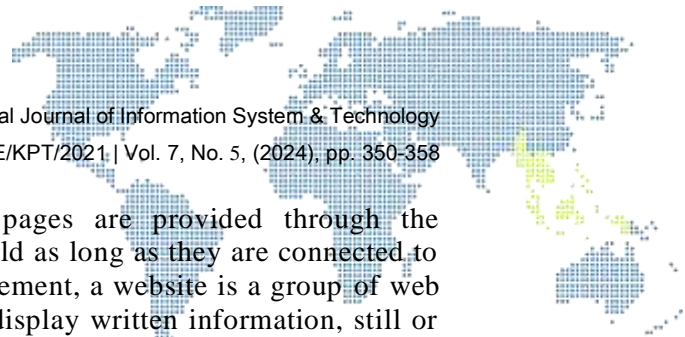 al Journal of Information System & Technology
E/KPT/2021 | Vol. 7, No. 5, (2024), pp. 350-358
pages are provided through the
ld as long as they are connected to
ement, a website is a group of web
display written information, still or